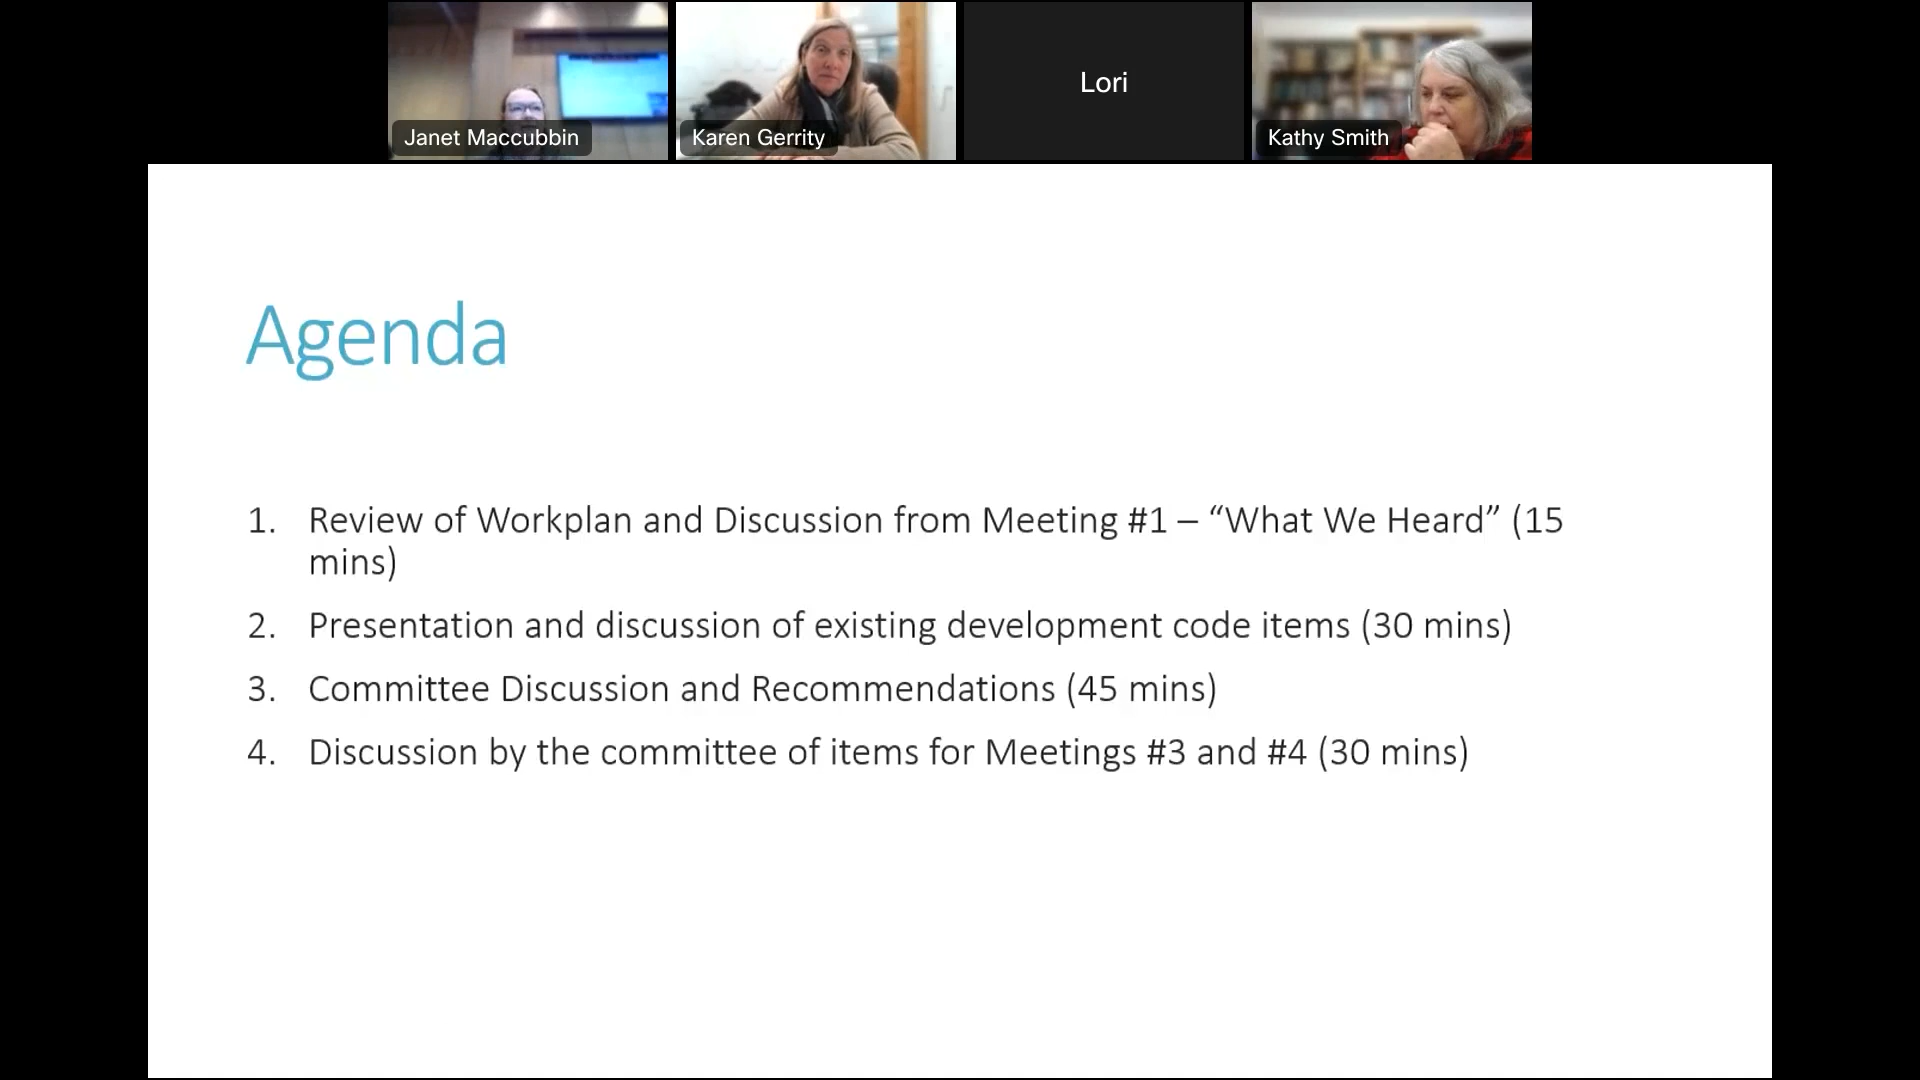 Janet Maccubbin
Karen Gerrity
Lori
Kathy Smith
Agenda
1. Review of Workplan and Discussion from Meeting #1 – “What We Heard” (15
mins)
2. Presentation and discussion of existing development code items (30 mins)
3. Committee Discussion and Recommendations (45 mins)
4. Discussion by the committee of items for Meetings #3 and #4 (30 mins)